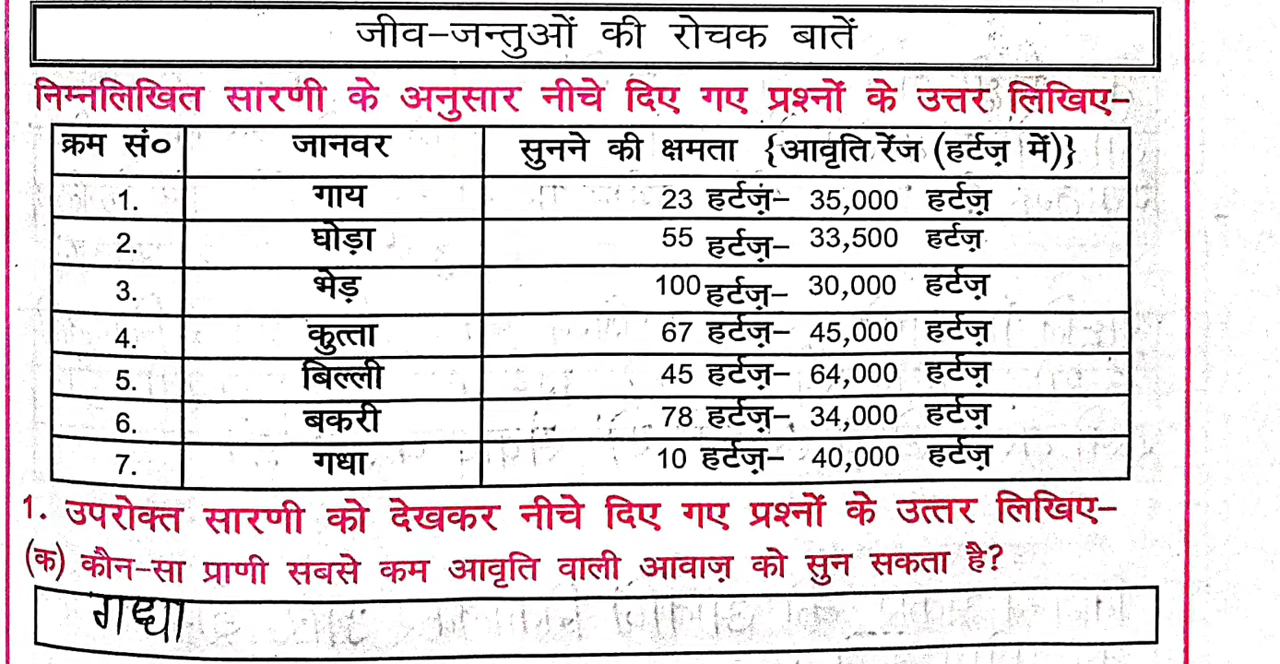 जीव-जन्तुओं की रोचक बातें
निम्नलिखित सारणी के अनुसार नीचे दिए गए प्रश्नों के उत्तर लिखिए-
क्रम सं० जानवर सुनने की क्षमता {आवृति रेंज (हर्टज़ में)}
1. गाय 23 हर्टज़- 35,000 हर्टज़
2. घोड़ा 55 हर्टज़- 33,500 हर्टज़
3. भेड़ 100 हर्टज़- 30,000 हर्टज़
4. कुत्ता 67 हर्टज़- 45,000 हर्टज़
5. बिल्ली 45 हर्टज़- 64,000 हर्टज़
6. बकरी 78 हर्टज़- 34,000 हर्टज़
7. गधा 10 हर्टज़- 40,000 हर्टज़
1. उपरोक्त सारणी को देखकर नीचे दिए गए प्रश्नों के उत्तर लिखिए-
(क) कौन-सा प्राणी सबसे कम आवृति वाली आवाज़ को सुन सकता है?
गधा